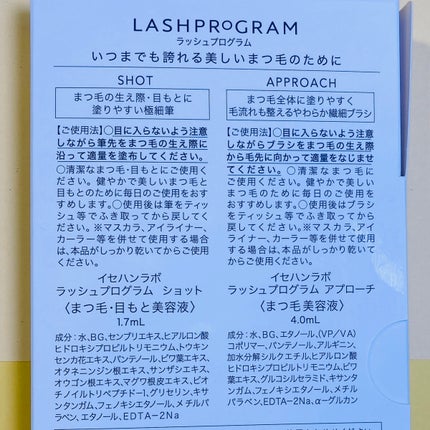 LASHPROGRAM
ラッシュプログラム
いつまでも誇れる美しいまつ毛のために
SHOT
まつ毛の生え際・目もとに
塗りやすい極細筆
【ご使用法】○目に入らないよう注意
しながら筆先をまつ毛の生え際に
沿って適量を塗布してください。
○清潔なまつ毛・目もとにご使用く
ださい。健やかで美しいまつ毛と目
もとのために毎日のご使用をおす
すめします。○使用後は筆をティッ
シュ等でふき取ってから戻してく
ださい。※マスカラ、アイライナー、
カーラー等を併せて使用する場合
は、本品がしっかり乾いてからご使
用ください。
イセハンラボ
ラッシュプログラム ショット
〈まつ毛・目もと美容液〉
1.7mL
成分:水、BG、センブリエキス、ヒアルロン酸
ヒドロキシプロピルトリモニウム、トウキン
センカ花エキス、パンテノール、ビワ葉エキス、
オタネニンジン根エキス、サンザシエキス、
オウゴン根エキス、マグワ根皮エキス、ビオ
チノイルトリペプチド-1、グリセリン、キサ
ンタンガム、フェノキシエタノール、メチルパ
ラベン、エタノール、EDTA-2Na
APPROACH
まつ毛全体に塗りやすく
毛流れも整えるやわらか繊細ブラシ
【ご使用法】○目に入らないよう注意
しながらブラシをまつ毛の生え際
から毛先に向かって適量をなじませ
てください。○清潔なまつ毛にご
使用ください。健やかで美しいまつ
毛のために毎日のご使用をおすす
めします。○使用後はブラシをティ
ッシュ等でふき取ってから戻して
ください。※マスカラ、アイライナー、
カーラー等を併せて使用する場合
は、本品がしっかり乾いてからご使
用ください。
イセハンラボ
ラッシュプログラム アプローチ
〈まつ毛美容液〉
4.0mL
成分:水、BG、エタノール、(VP/VA)
コポリマー、パンテノール、アルギニン、
加水分解シルクエチル、ヒアルロン酸
ヒドロキシプロピルトリモニウム、ビワ
葉エキス、グルコシルセラミド、キサンタ
ンガム、フェノキシエタノール、メチルパ
ラベン、EDTA-2Na、α-グルカン